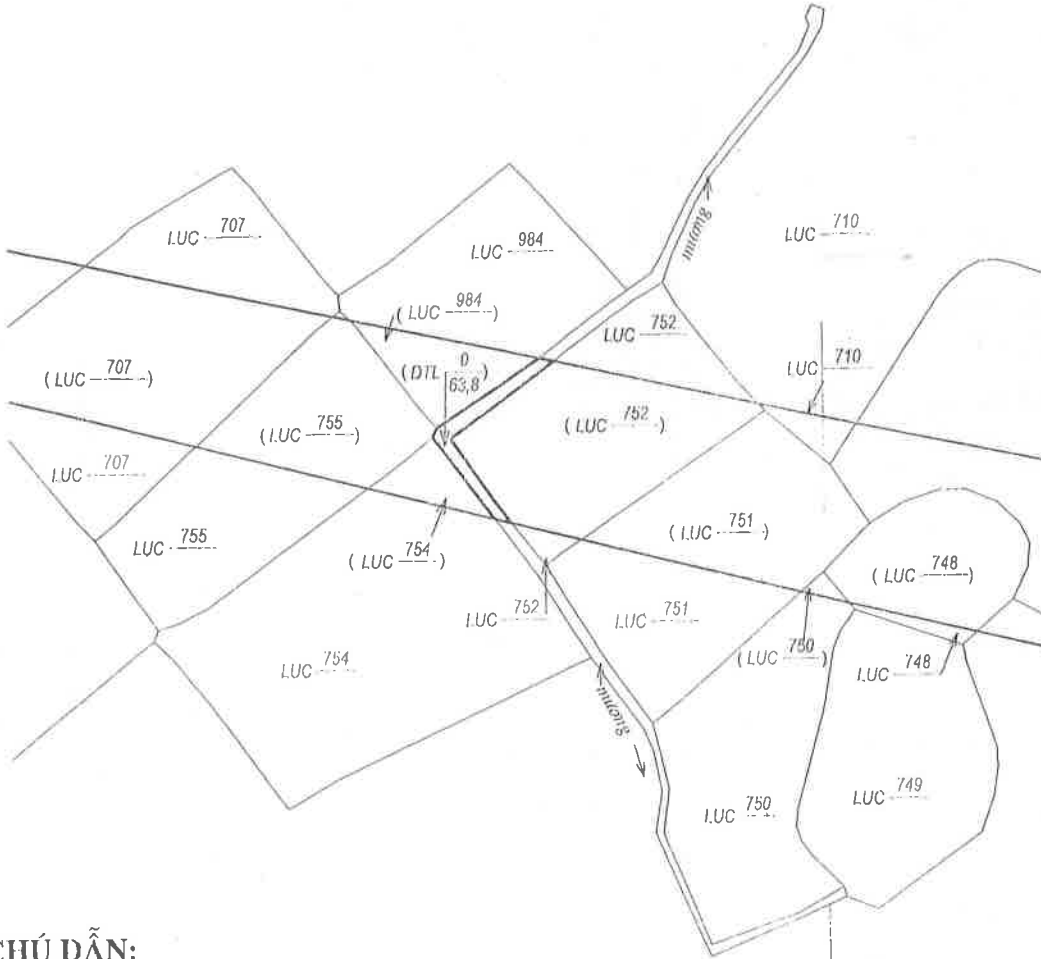 LUC 707
LUC 984
LUC 710
mương
( LUC 984 )
LUC 752
( LUC 707 )
( DTL 0 )
63,8
LUC 710
( LUC 755 )
( LUC 752 )
LUC 707
LUC 755
( LUC 754 )
( LUC 751 )
( LUC 748 )
LUC 752
LUC 751
( LUC 750 )
LUC 748
LUC 754
mương
LUC 750
LUC 749
CHÚ DẪN: